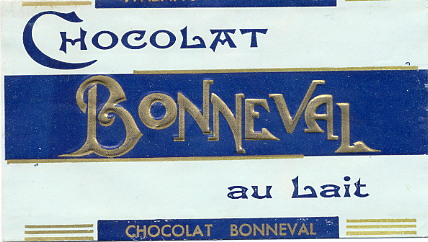 CHOCOLAT
BONNEVAL
au Lait
CHOCOLAT BONNEVAL